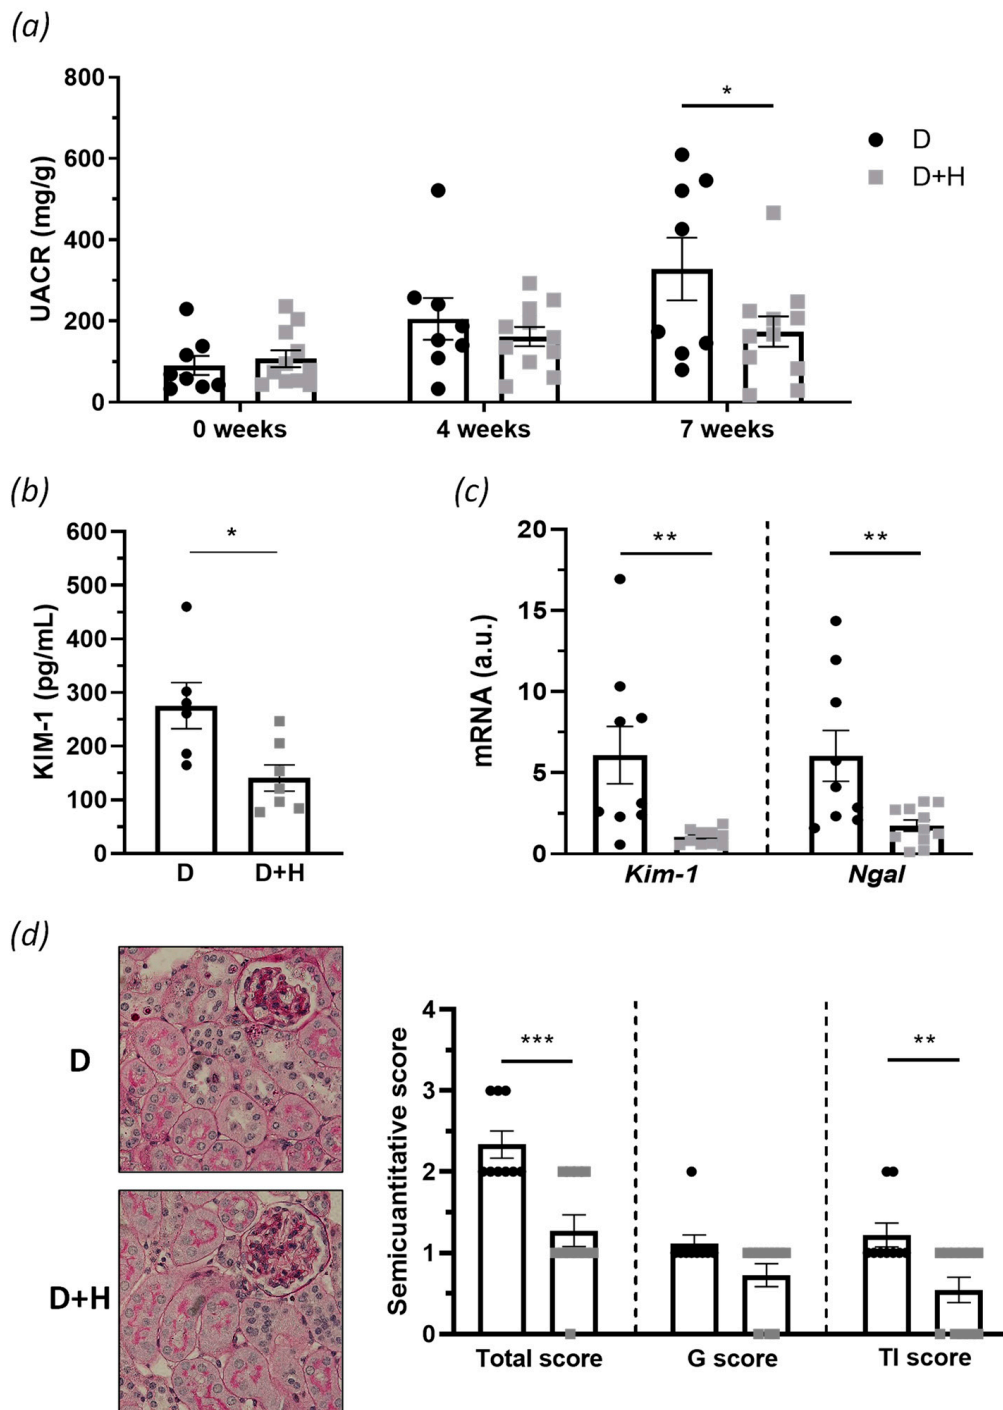 (a)
800
600
400
200
0
UACR (mg/g)
*
D
D+H
0 weeks
4 weeks
7 weeks
(b)
600
500
400
300
200
100
0
KIM-1 (pg/mL)
*
D
D+H
(c)
20
15
10
5
0
mRNA (a.u.)
**
**
Kim-1
Ngal
(d)
D
D+H
4
3
2
1
0
Semicuantitative score
***
**
Total score
G score
TI score